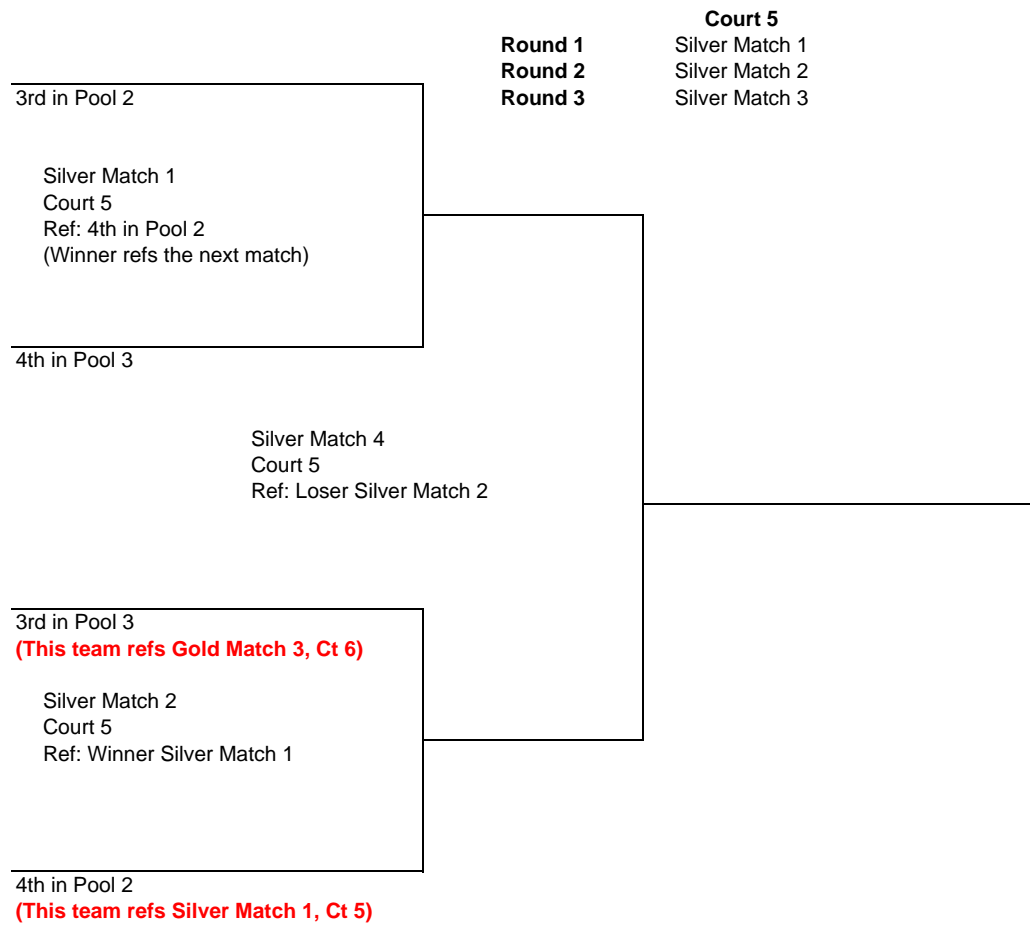 Court 5
Round 1 Silver Match 1
Round 2 Silver Match 2
Round 3 Silver Match 3
3rd in Pool 2
Silver Match 1
Court 5
Ref: 4th in Pool 2
(Winner refs the next match)
4th in Pool 3
Silver Match 4
Court 5
Ref: Loser Silver Match 2
3rd in Pool 3
(This team refs Gold Match 3, Ct 6)
Silver Match 2
Court 5
Ref: Winner Silver Match 1
4th in Pool 2
(This team refs Silver Match 1, Ct 5)